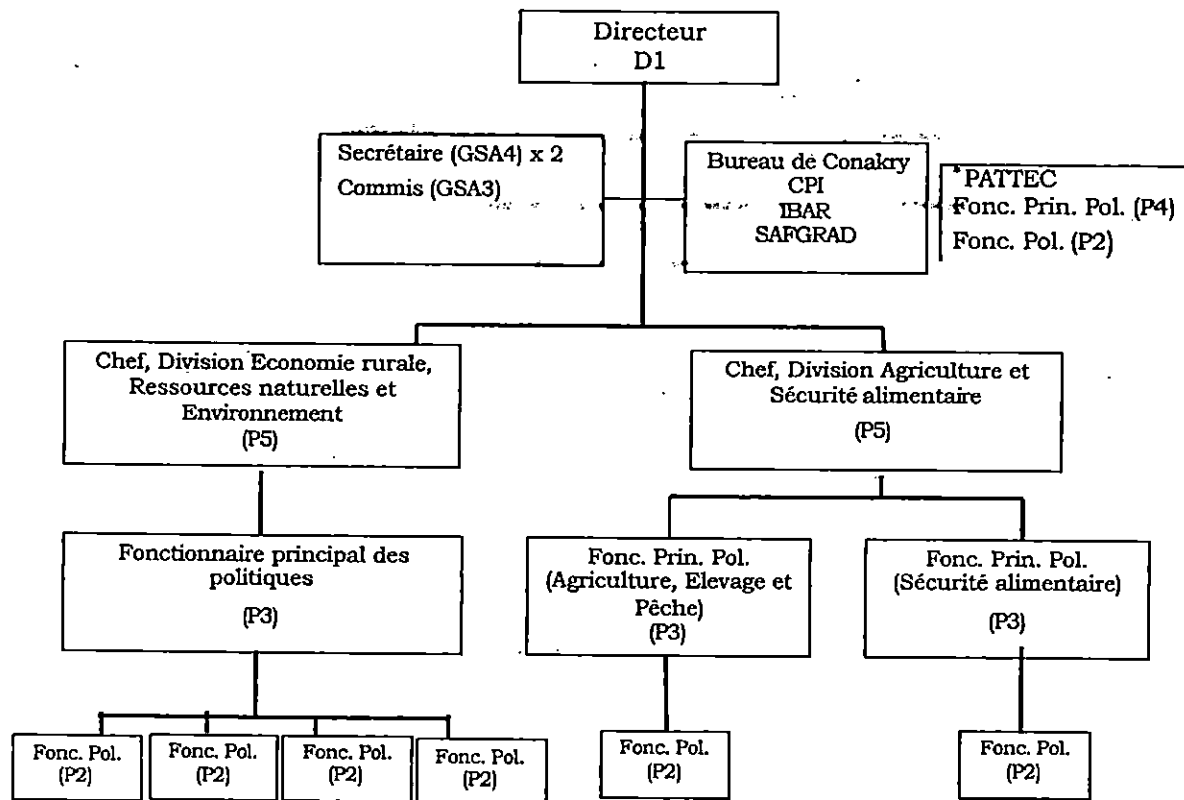 Directeur
D1
Secrétaire (GSA4) x 2
Commis (GSA3)
Bureau de Conakry
CPI
IBAR
SAFGRAD
PATTEC
Fonc. Prin. Pol. (P4)
Fonc. Pol. (P2)
Chef, Division Economie rurale,
Ressources naturelles et
Environnement
(P5)
Chef, Division Agriculture et
Sécurité alimentaire
(P5)
Fonctionnaire principal des
politiques
(P3)
Fonc. Prin. Pol.
(Agriculture, Elevage et
Pêche)
(P3)
Fonc. Prin. Pol.
(Sécurité alimentaire)
(P3)
Fonc. Pol.
(P2)
Fonc. Pol.
(P2)
Fonc. Pol.
(P2)
Fonc. Pol.
(P2)
Fonc. Pol.
(P2)
Fonc. Pol.
(P2)